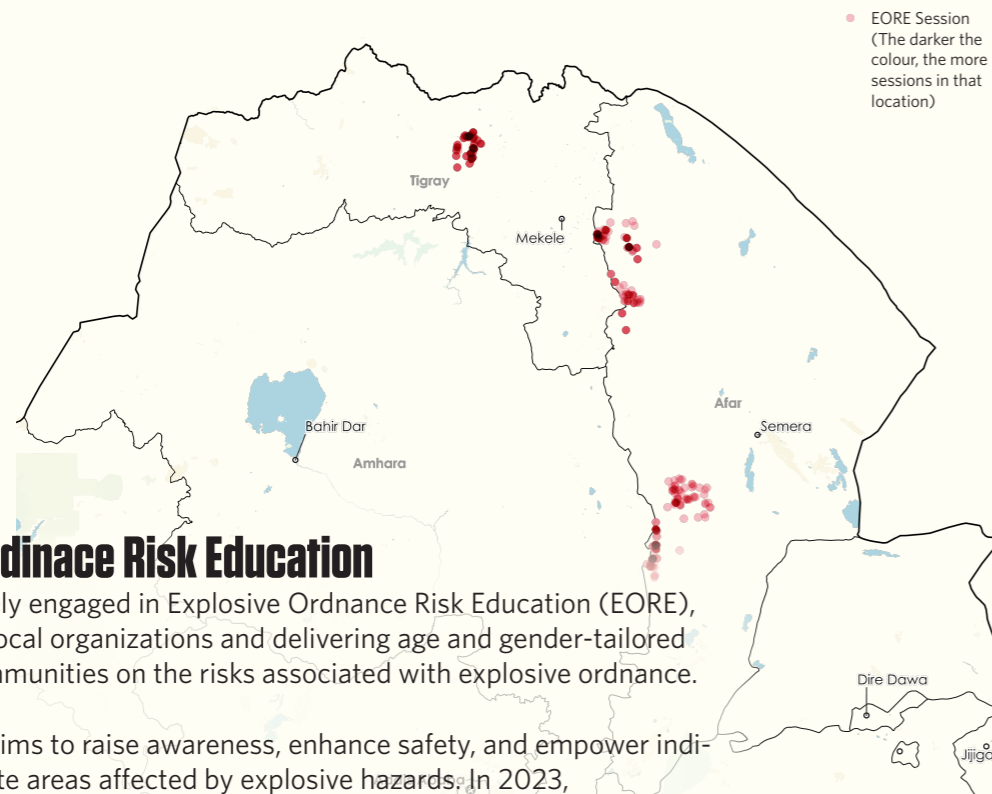 EORE Session
(The darker the
colour, the more
sessions in that
location)
Tigray
Mekele
Afar
Semera
Bahir Dar
Amhara
dinace Risk Education
ly engaged in Explosive Ordnance Risk Education (EORE),
ocal organizations and delivering age and gender-tailored
mmunities on the risks associated with explosive ordnance.
Dire Dawa
ims to raise awareness, enhance safety, and empower indi-
Jijiga
te areas affected by explosive hazards. In 2023,